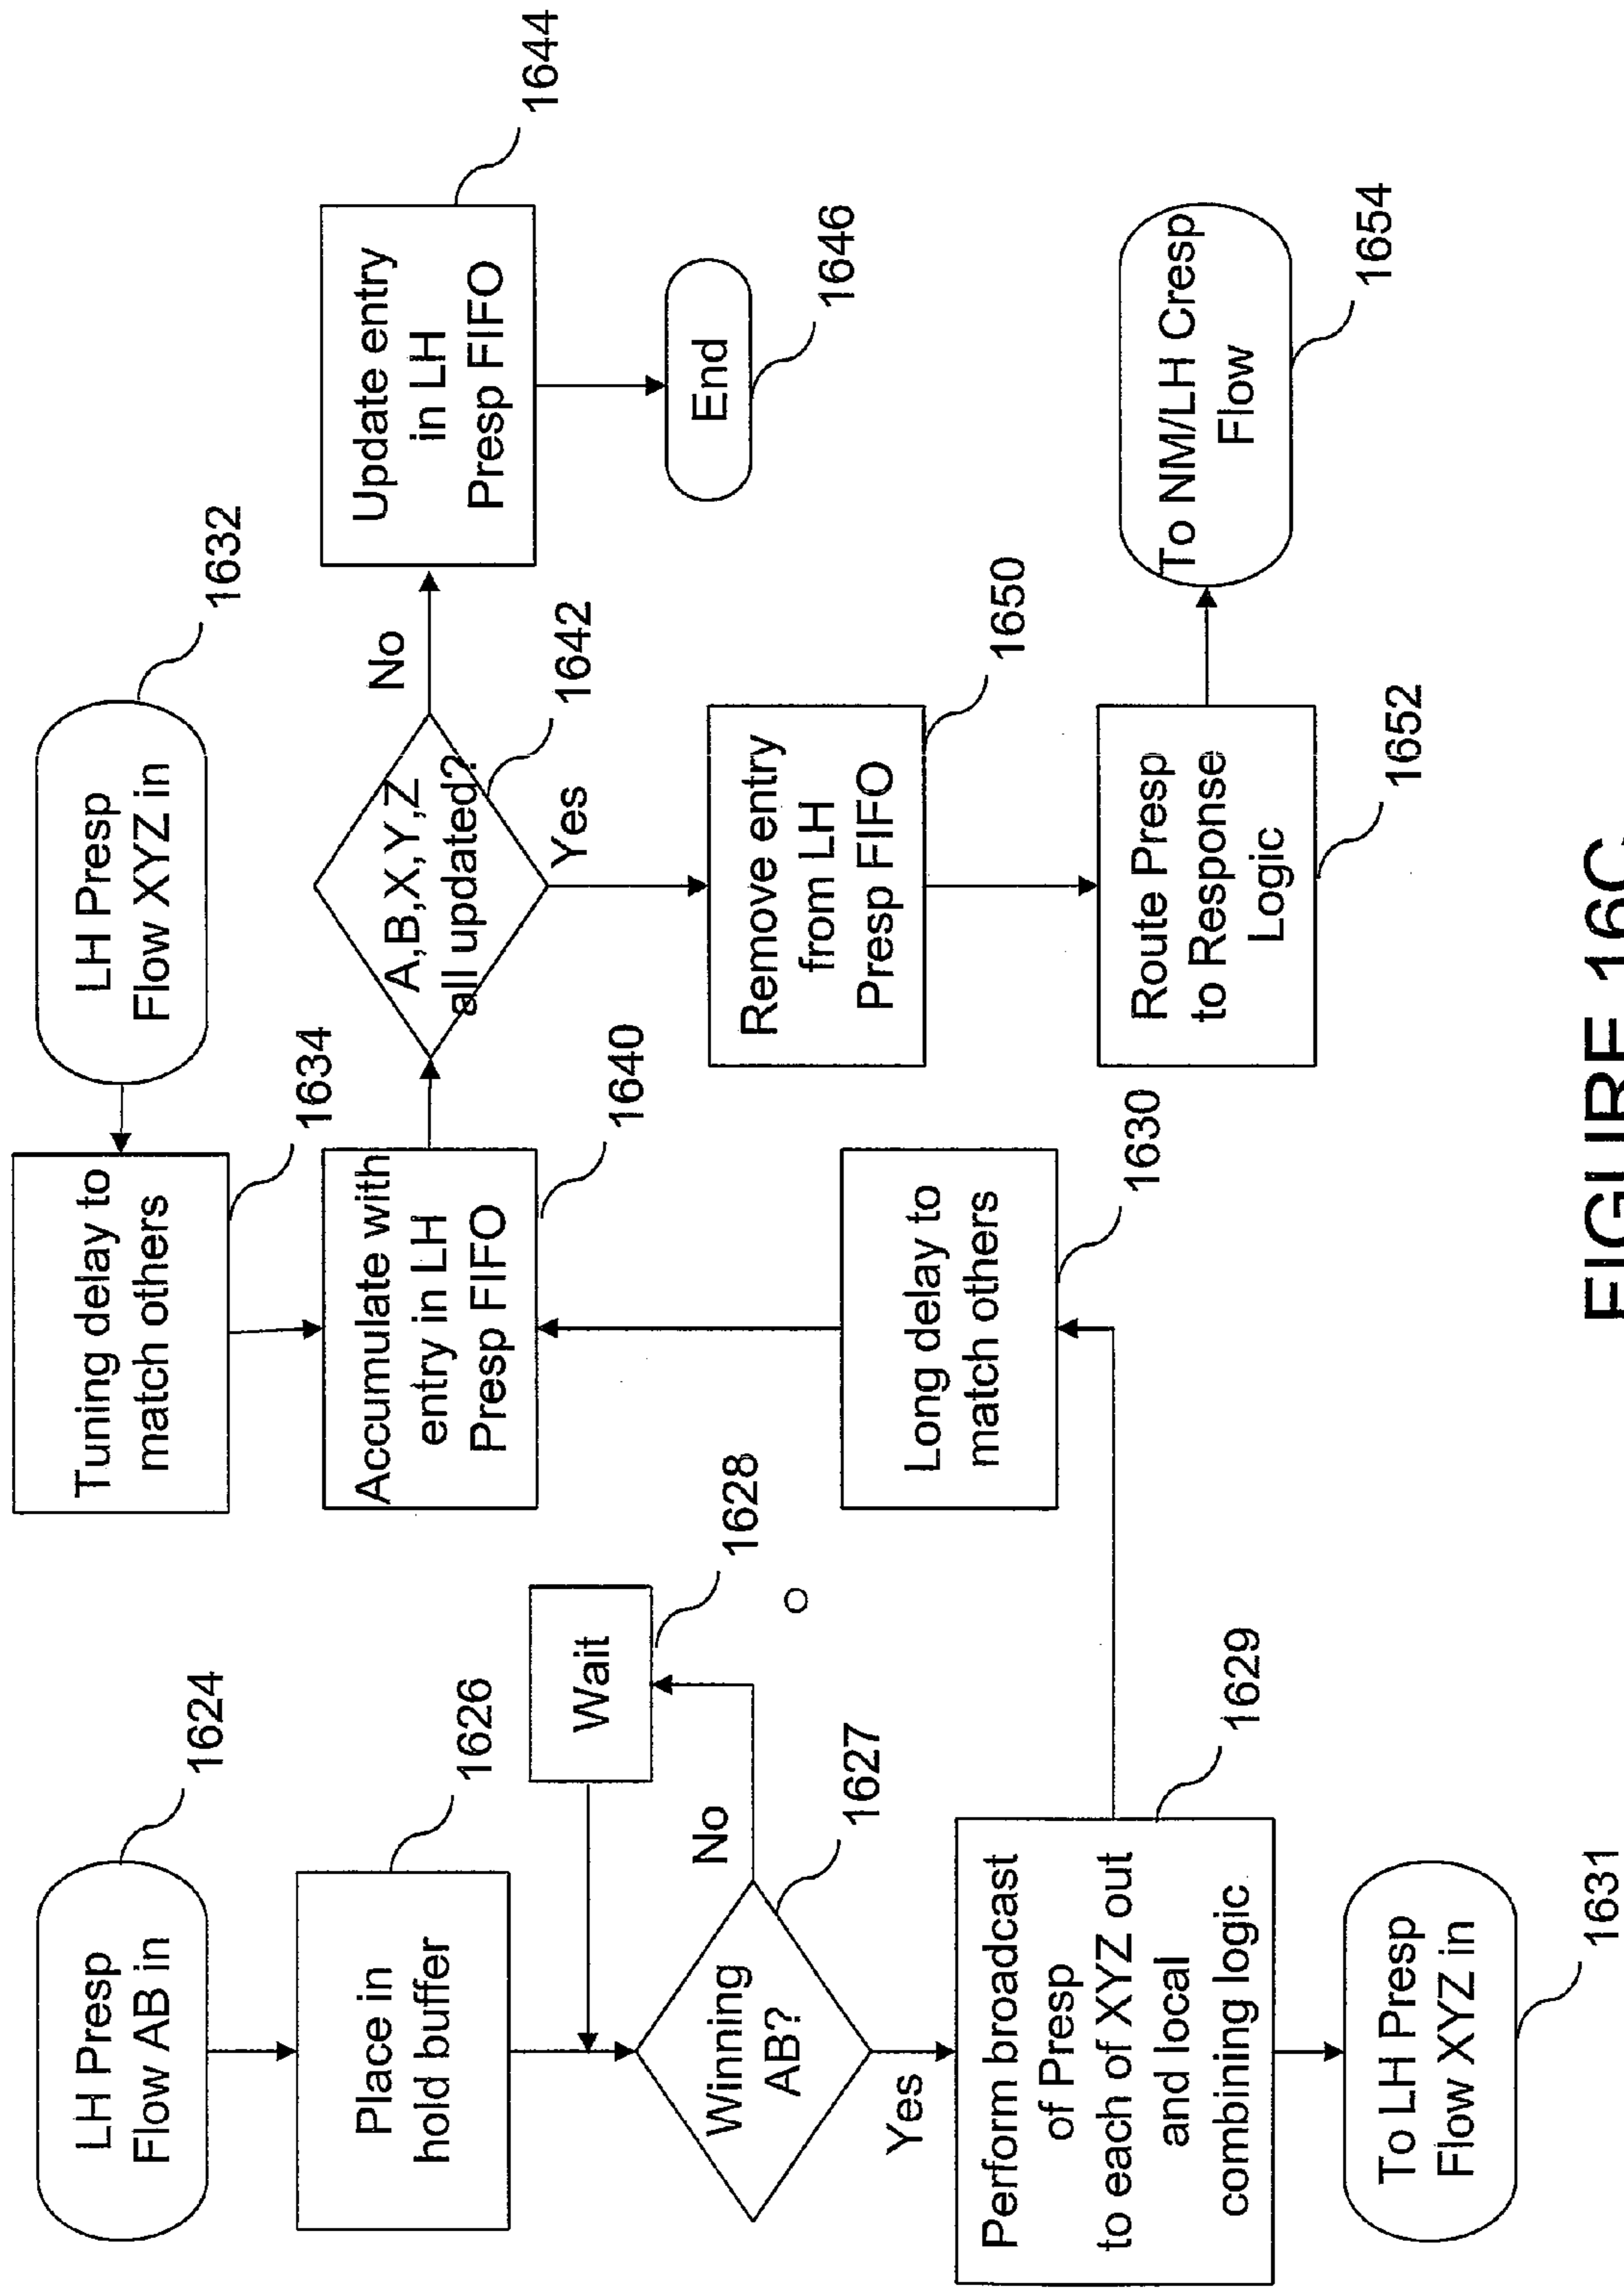 LH Presp
Flow AB in
1624
Place in
hold buffer
1626
Wait
1628
Winning
AB?
1627
No
Yes
Perform broadcast
of Presp
to each of XYZ out
and local
combining logic
1629
To LH Presp
Flow XYZ in
1631
LH Presp
Flow XYZ in
1632
Tuning delay to
match others
1634
Accumulate with
entry in LH
Presp FIFO
1640
Long delay to
match others
1630
A,B,X,Y,Z
all updated?
1642
No
Yes
Update entry
in LH
Presp FIFO
1644
End
1646
Remove entry
from LH
Presp FIFO
1650
Route Presp
to Response
Logic
1652
To NM/LH Cresp
Flow
1654
FIGURE 16C